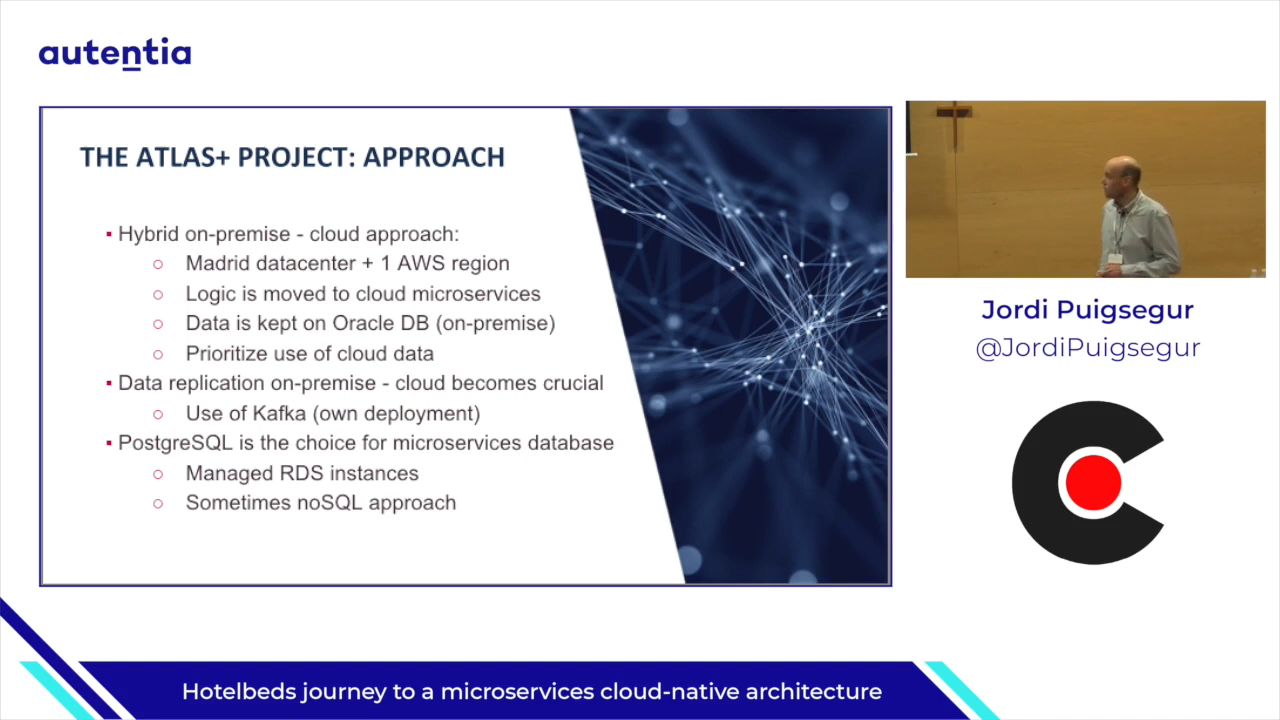 autentia
THE ATLAS+ PROJECT: APPROACH
▪ Hybrid on-premise - cloud approach:
○ Madrid datacenter + 1 AWS region
○ Logic is moved to cloud microservices
○ Data is kept on Oracle DB (on-premise)
○ Prioritize use of cloud data
▪ Data replication on-premise - cloud becomes crucial
○ Use of Kafka (own deployment)
▪ PostgreSQL is the choice for microservices database
○ Managed RDS instances
○ Sometimes noSQL approach
Jordi Puigsegur
@JordiPuigsegur
Hotelbeds journey to a microservices cloud-native architecture